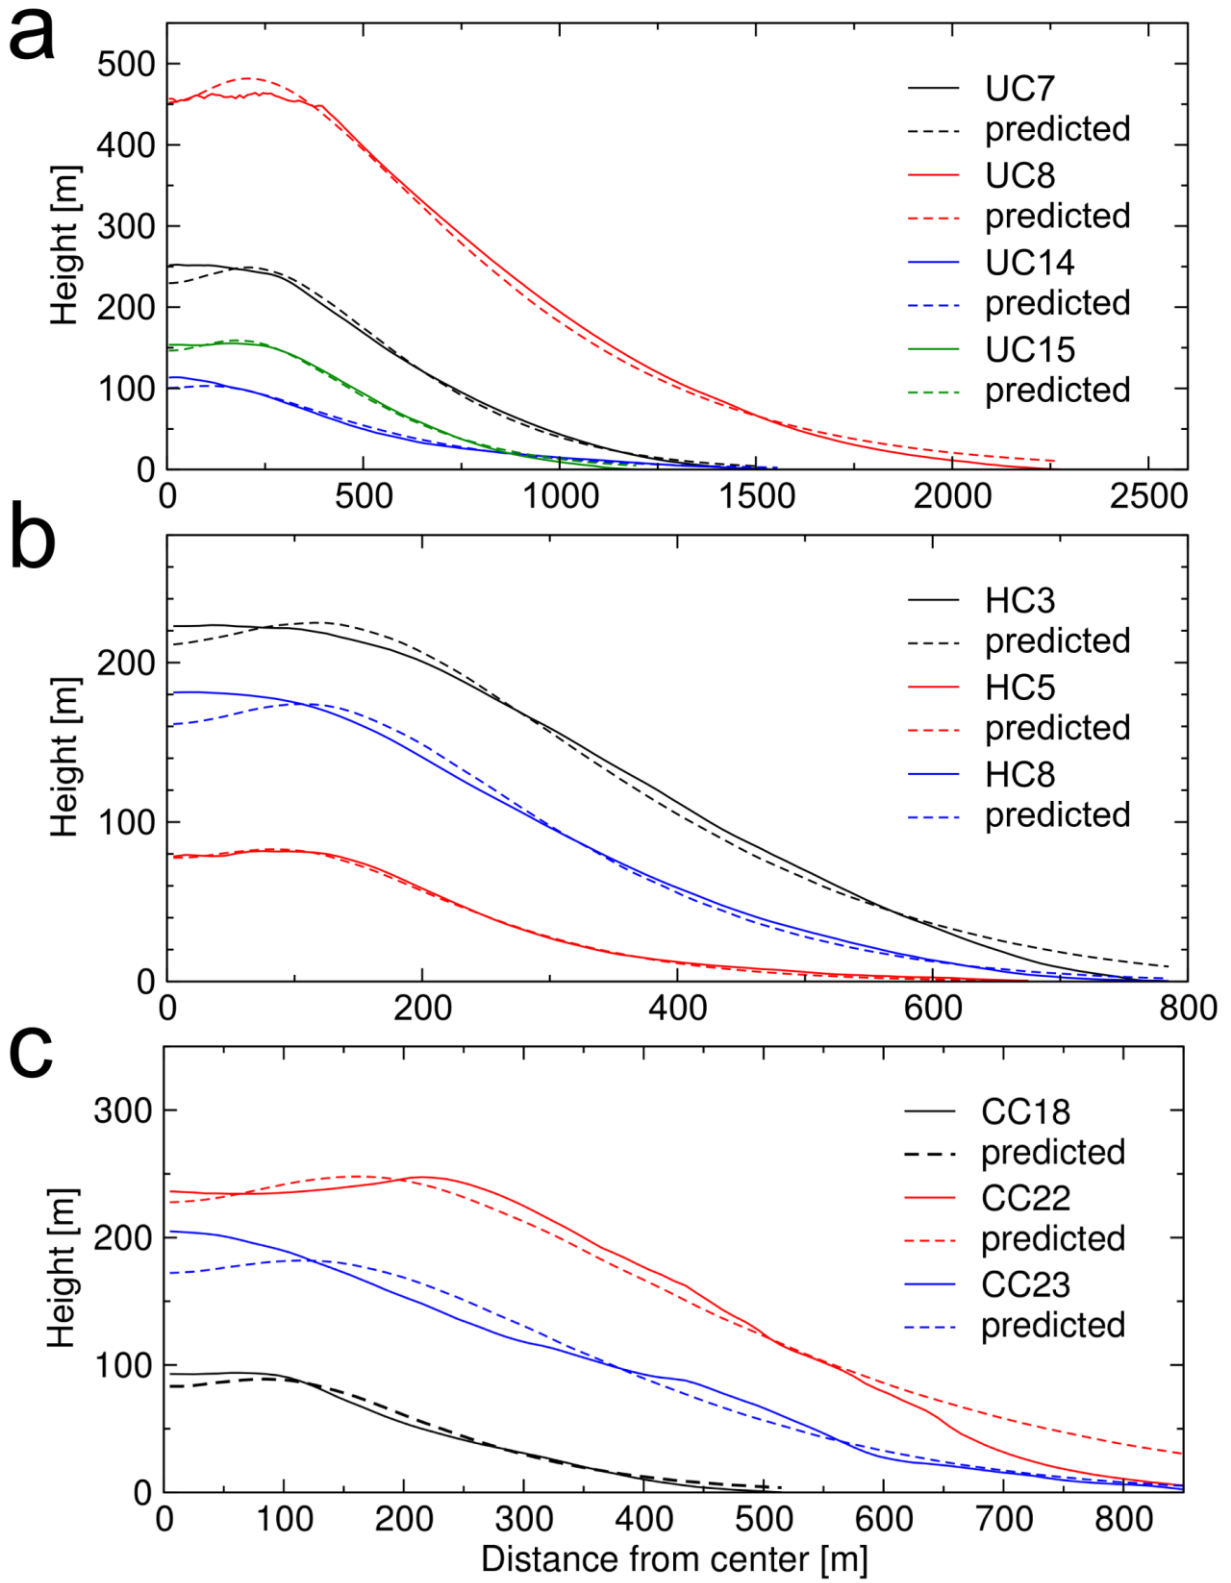 a
Height [m]
500
400
300
200
100
0
0 500 1000 1500 2000 2500
UC7
predicted
UC8
predicted
UC14
predicted
UC15
predicted
b
Height [m]
200
100
0
0 200 400 600 800
HC3
predicted
HC5
predicted
HC8
predicted
c
Height [m]
300
200
100
0
0 100 200 300 400 500 600 700 800
CC18
predicted
CC22
predicted
CC23
predicted
Distance from center [m]